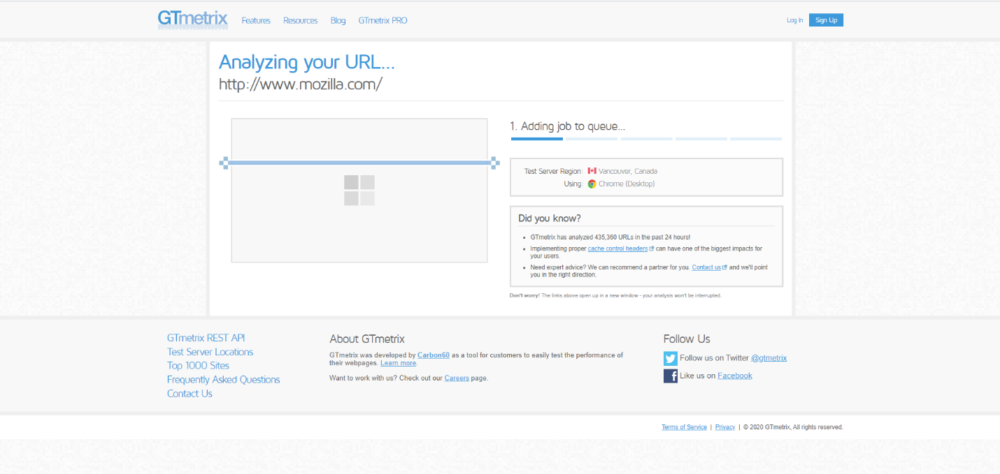 GTmetrix
Features Resources Blog GTmetrix PRO
Log In Sign Up
Analyzing your URL...
http://www.mozilla.com/
1. Adding job to queue...
Test Server Region: Vancouver, Canada
Using: Chrome (Desktop)
Did you know?
GTmetrix has analyzed 435,360 URLs in the past 24 hours!
Implementing proper cache control headers can have one of the biggest impacts for
your users.
Need expert advice? We can recommend a partner for you. Contact us and we'll point
you in the right direction.
Don't worry! The links above open up in a new window - your analysis won't be interrupted.
GTmetrix REST API
Test Server Locations
Top 1000 Sites
Frequently Asked Questions
Contact Us
About GTmetrix
GTmetrix was developed by Carbon60 as a tool for customers to easily test the performance of
their webpages. Learn more.
Want to work with us? Check out our Careers page.
Follow Us
Follow us on Twitter @gtmetrix
Like us on Facebook
Terms of Service | Privacy | © 2020 GTmetrix, All rights reserved.